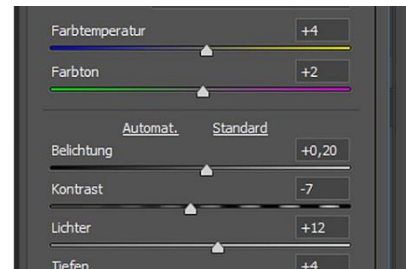 Farbtemperatur +4
Farbton +2
Automat. Standard
Belichtung +0,20
Kontrast -7
Lichter +12
Tiefen +4